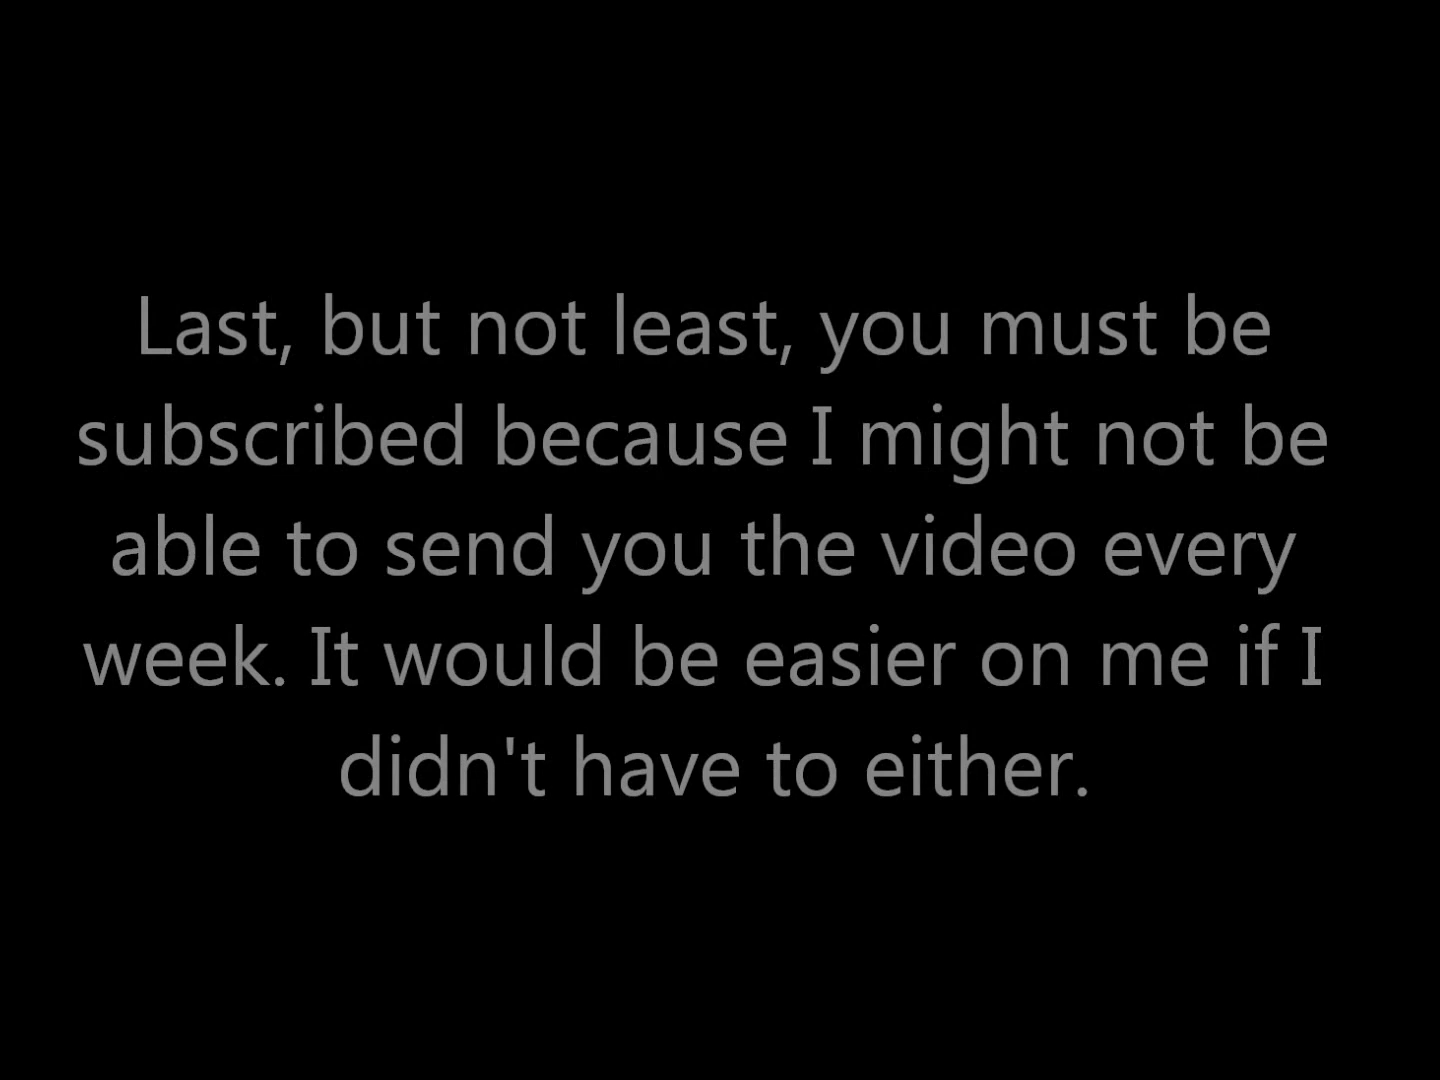 Last, but not least, you must be
subscribed because I might not be
able to send you the video every
week. It would be easier on me if I
didn't have to either.